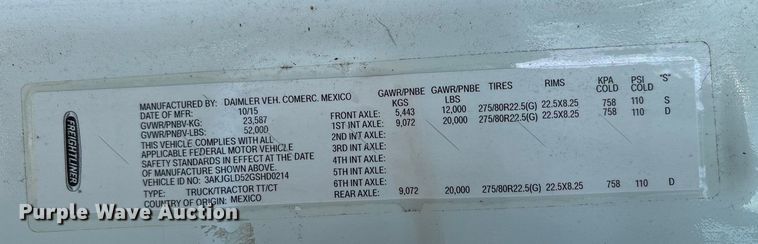 FREIGHTLINER
MANUFACTURED BY: DAIMLER VEH. COMERC. MEXICO
DATE OF MFR: 10/15
GVWR/PNBV-KG: 23,587
GVWR/PNBV-LBS: 52,000
THIS VEHICLE COMPLIES WITH ALL
APPLICABLE FEDERAL MOTOR VEHICLE
SAFETY STANDARDS IN EFFECT AT THE DATE
OF MANUFACTURE SHOWN ABOVE.
VEHICLE ID NO: 3AKJGLD52GSHD0214
TYPE: TRUCK/TRACTOR TT/CT
COUNTRY OF ORIGIN: MEXICO
GAWR/PNBE GAWR/PNBE TIRES RIMS KPA PSI "S"
KGS LBS COLD COLD
FRONT AXLE: 5,443 12,000 275/80R22.5(G) 22.5X8.25 758 110 S
1ST INT AXLE: 9,072 20,000 275/80R22.5(G) 22.5X8.25 758 110 D
2ND INT AXLE:
3RD INT AXLE:
4TH INT AXLE:
5TH INT AXLE:
6TH INT AXLE:
REAR AXLE: 9,072 20,000 275/80R22.5(G) 22.5X8.25 758 110 D
Purple Wave Auction